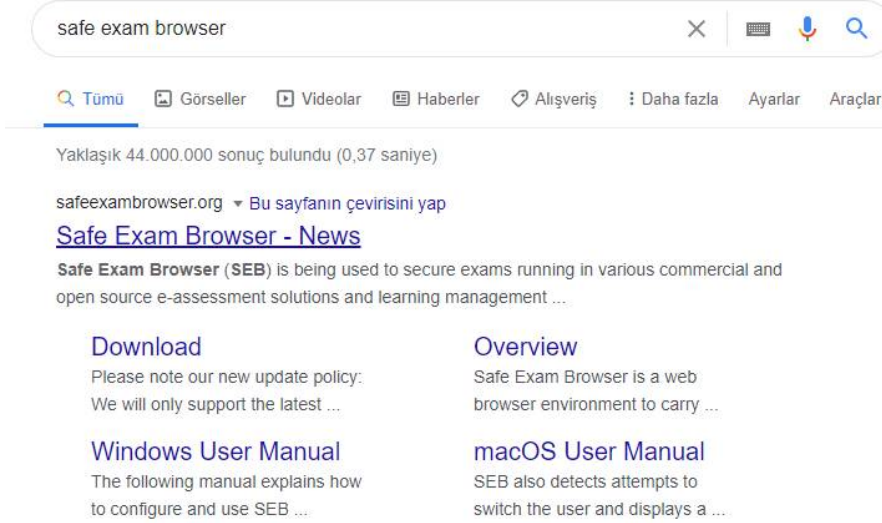 safe exam browser
Tümü Görseller Videolar Haberler Alışveriş Daha fazla Ayarlar Araçlar
Yaklaşık 44.000.000 sonuç bulundu (0,37 saniye)
safeexambrowser.org Bu sayfanın çevirisini yap
Safe Exam Browser - News
Safe Exam Browser (SEB) is being used to secure exams running in various commercial and
open source e-assessment solutions and learning management ...
Download
Please note our new update policy:
We will only support the latest ...
Overview
Safe Exam Browser is a web
browser environment to carry ...
Windows User Manual
The following manual explains how
to configure and use SEB ...
macOS User Manual
SEB also detects attempts to
switch the user and displays a ...